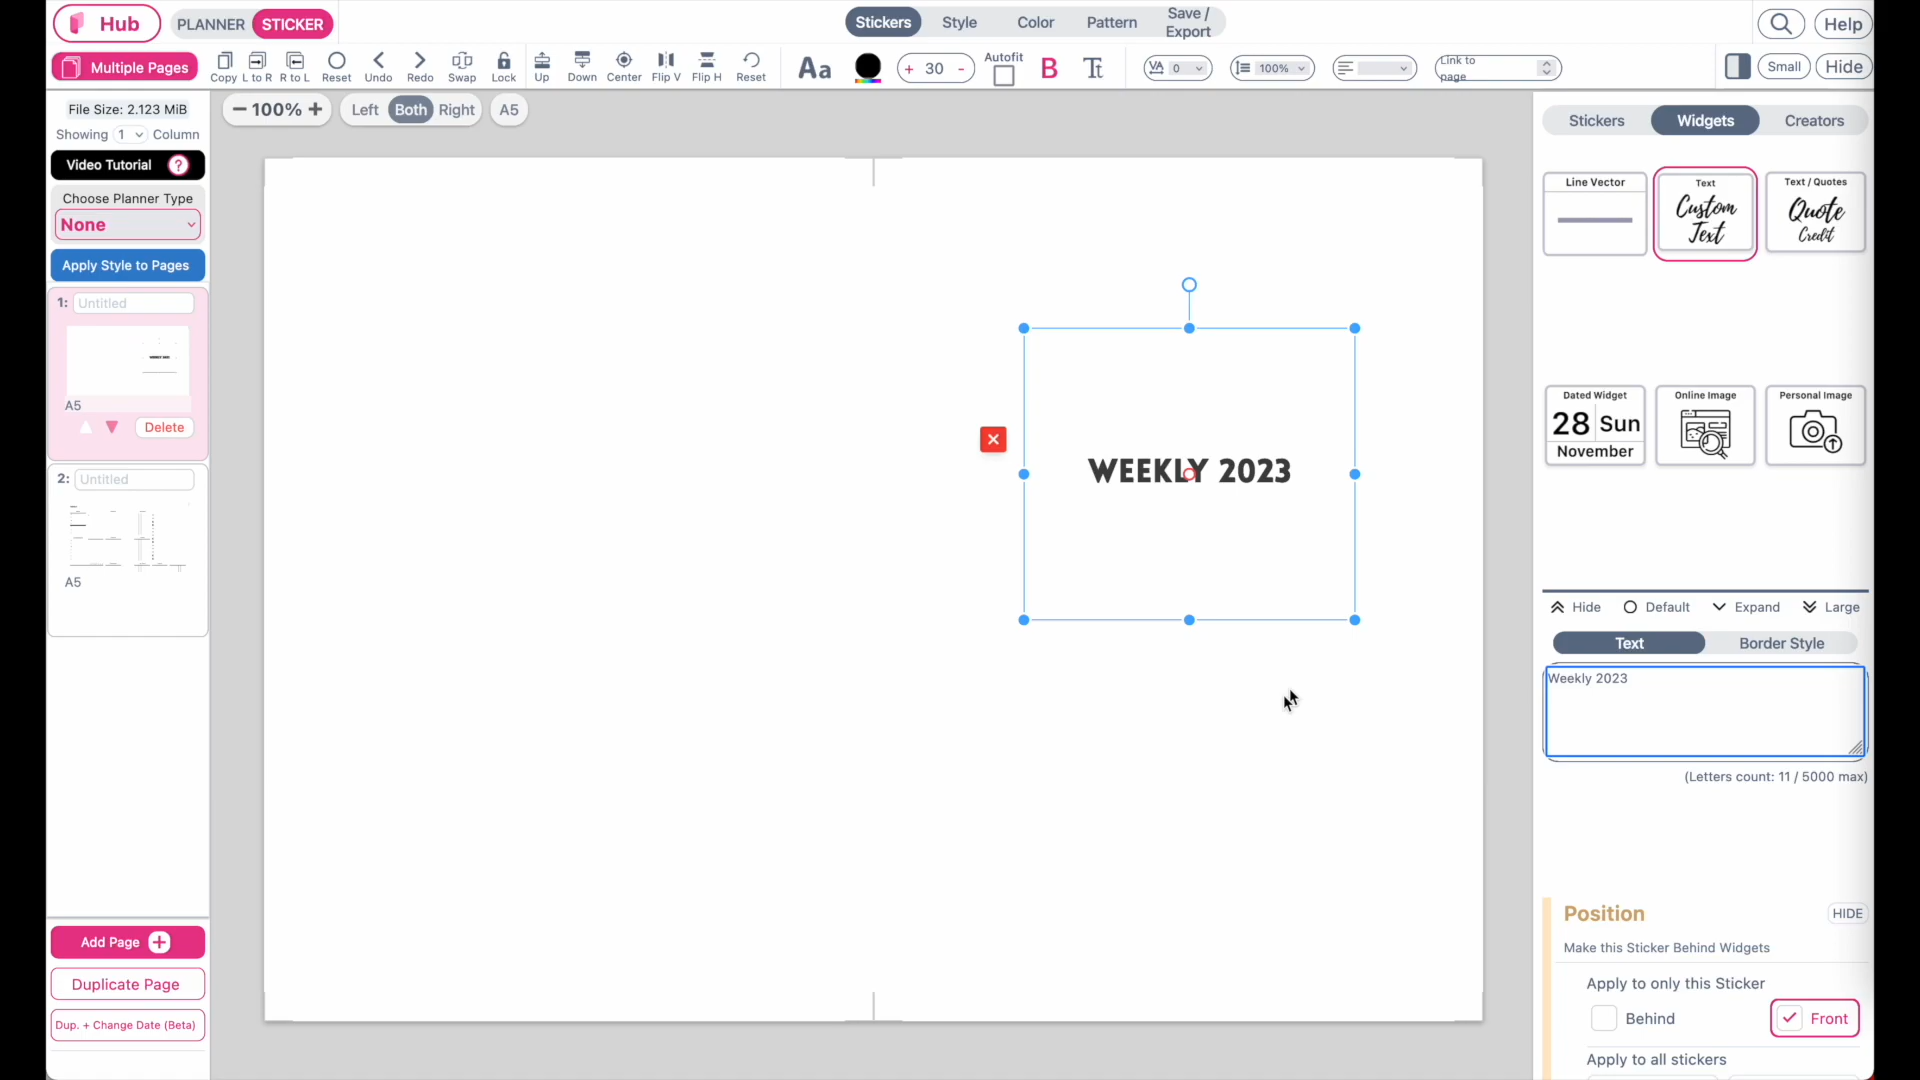 Hub
PLANNER
STICKER
Stickers
Style
Color
Pattern
Save /
Export
Help
Multiple Pages
Copy
L to R
R to L
Reset
Undo
Redo
Swap
Lock
Up
Down
Center
Flip V
Flip H
Reset
Aa
+ 30 -
Autofit
B
Tt
VA 0
100%
Link to
page
Small
Hide
File Size: 2.123 MiB
Showing 1 Column
Video Tutorial ?
Choose Planner Type
None
Apply Style to Pages
1: Untitled
WEEKLY 2023
A5
Delete
2: Untitled
A5
Add Page +
Duplicate Page
Dup. + Change Date (Beta)
− 100% +
Left
Both
Right
A5
WEEKLY 2023
Stickers
Widgets
Creators
Line Vector
Text
Custom
Text
Text / Quotes
Quote
Credit
Dated Widget
28 Sun
November
Online Image
Personal Image
Hide
Default
Expand
Large
Text
Border Style
Weekly 2023
(Letters count: 11 / 5000 max)
Position
HIDE
Make this Sticker Behind Widgets
Apply to only this Sticker
Behind
Front
Apply to all stickers